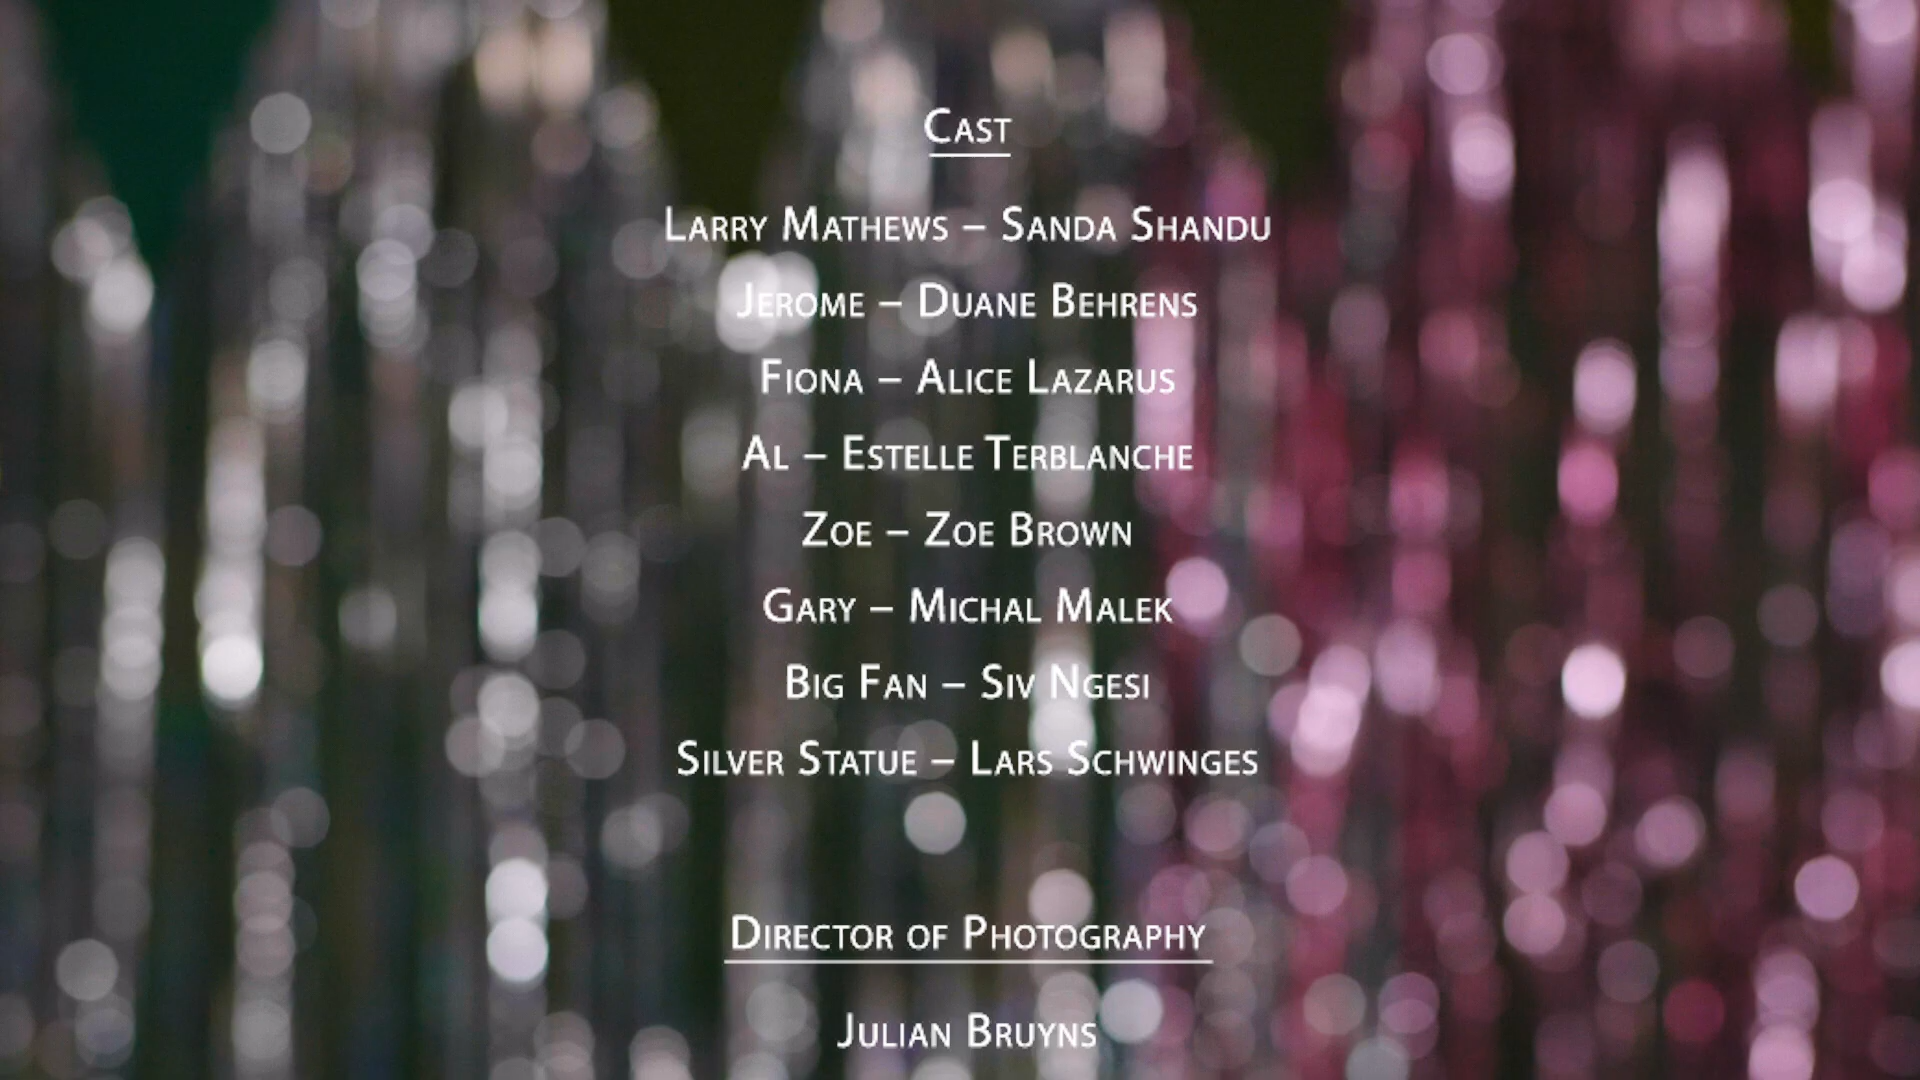 Cast
Larry Mathews – Sanda Shandu
Jerome – Duane Behrens
Fiona – Alice Lazarus
Al – Estelle Terblanche
Zoe – Zoe Brown
Gary – Michal Malek
Big Fan – Siv Ngesi
Silver Statue – Lars Schwinges
Director of Photography
Julian Bruyns